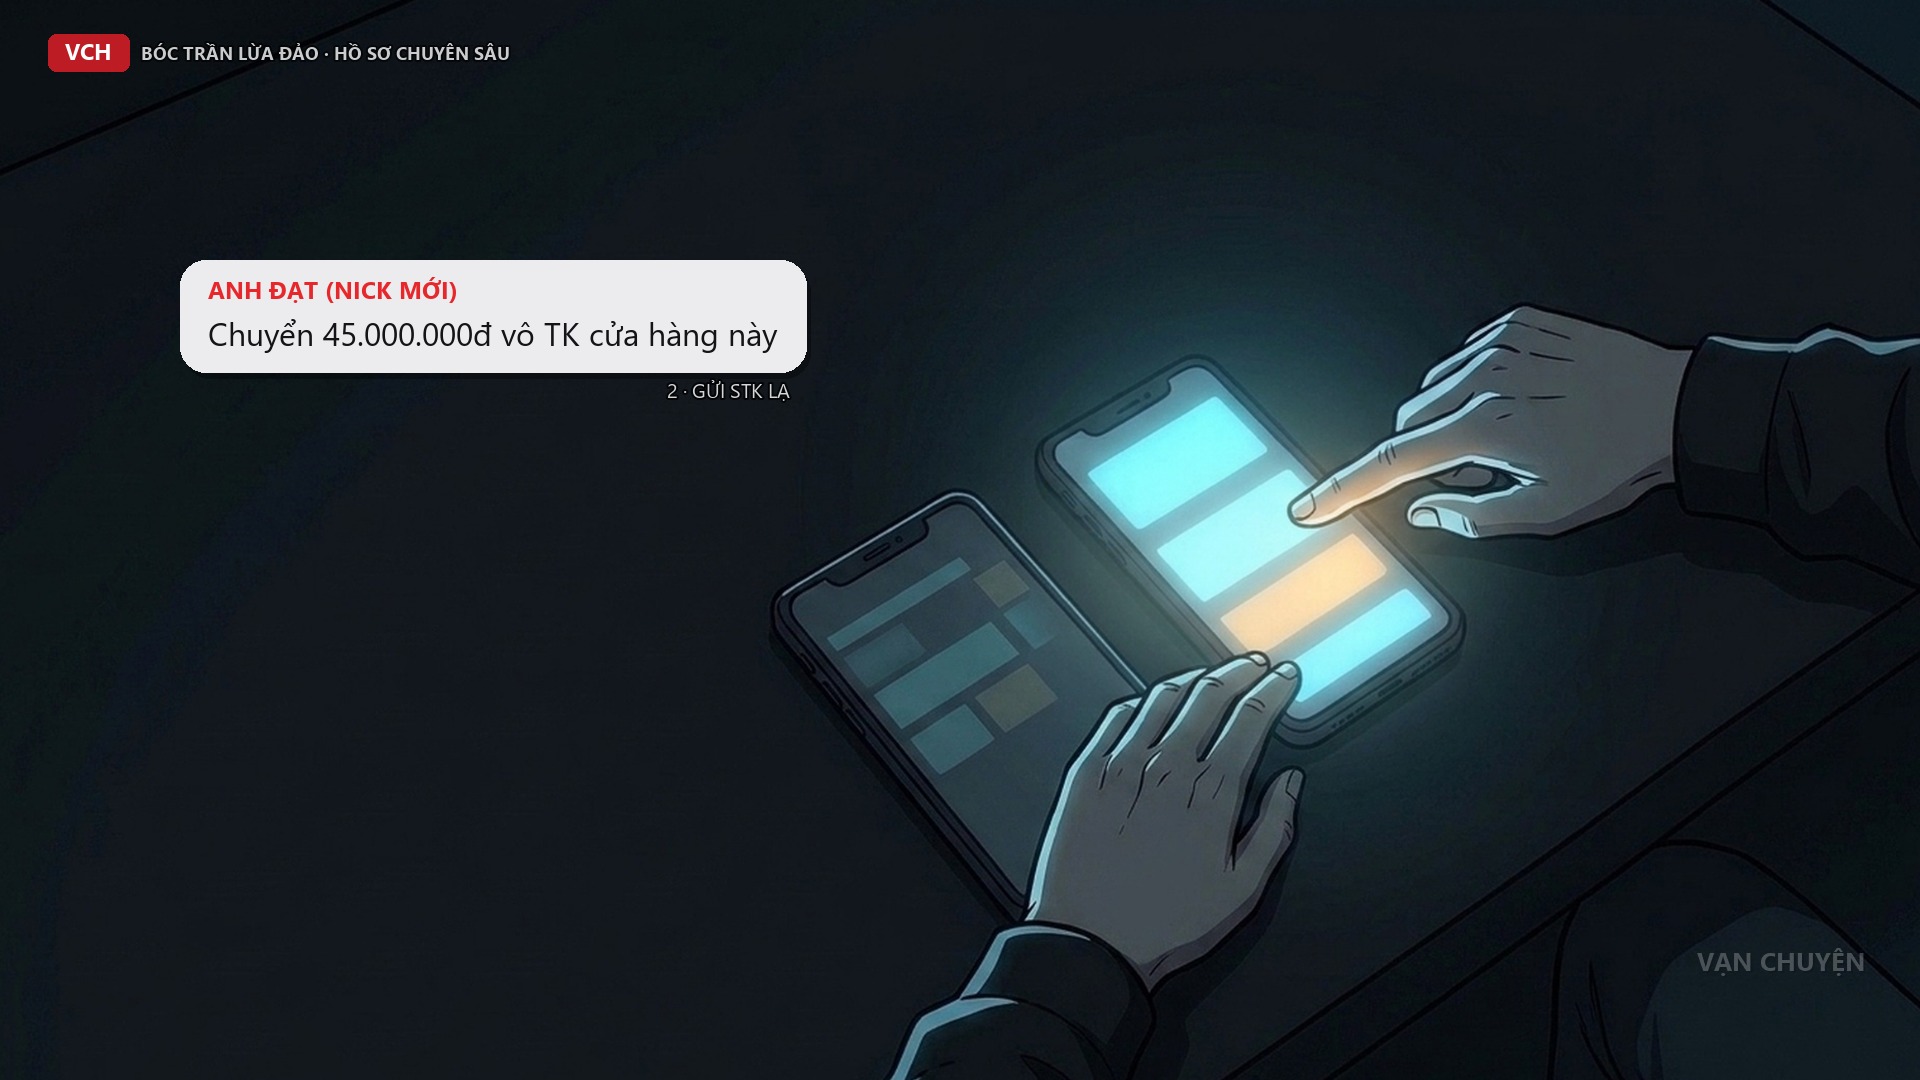 VCH BÓC TRẦN LỪA ĐẢO · HỒ SƠ CHUYÊN SÂU
ANH ĐẠT (NICK MỚI)
Chuyển 45.000.000đ vô TK cửa hàng này
2 · GỬI STK LẠ
VẠN CHUYỆN